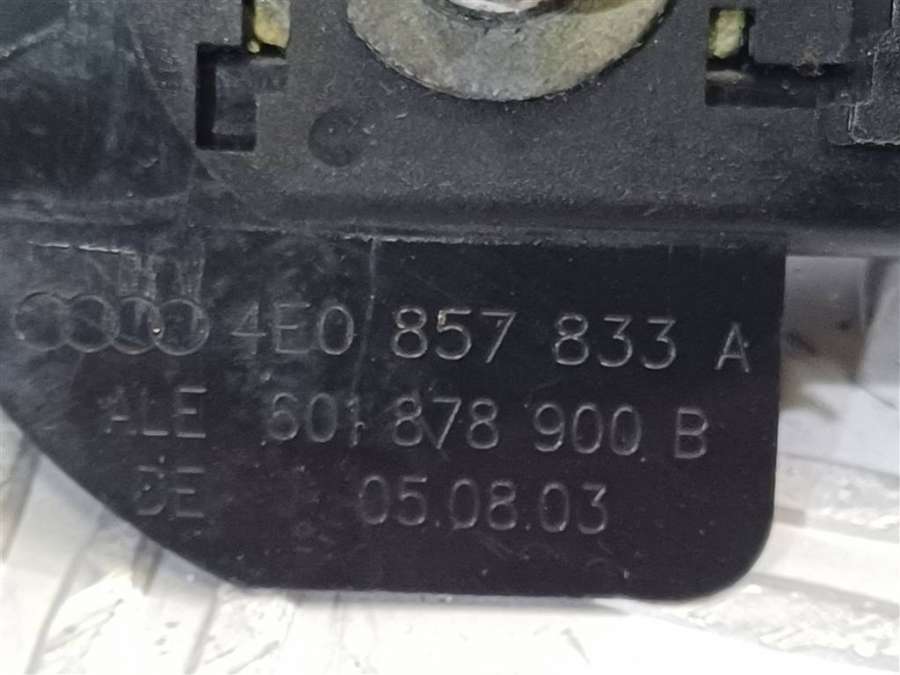 4E0 857 833 A
ALE 601 878 900 B
DE 05.08.03